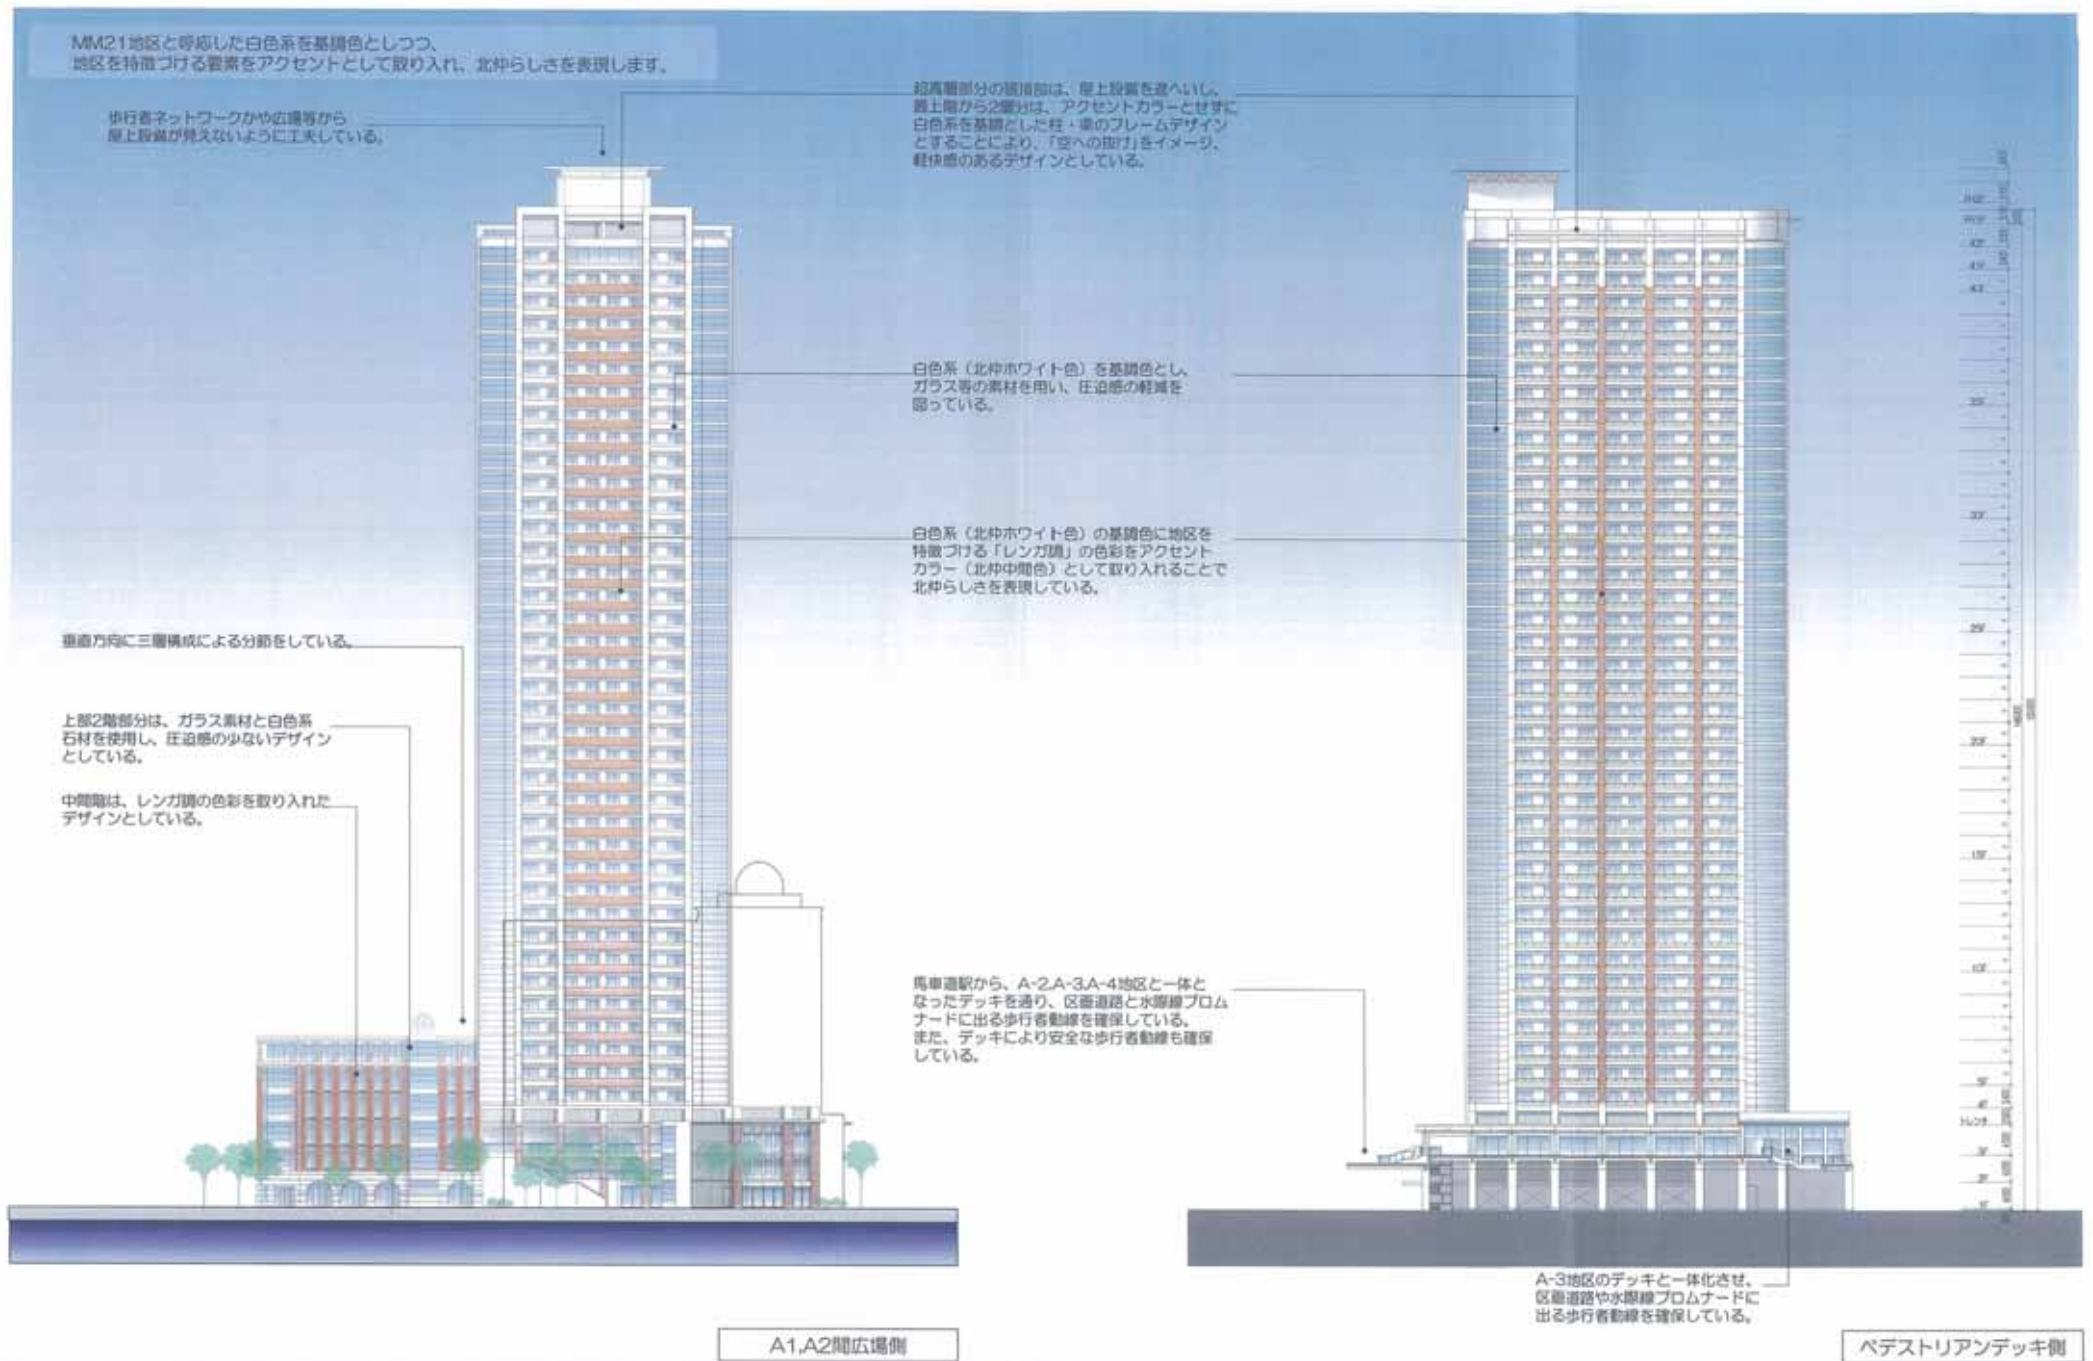 MM21地区と呼応した白色系を基調色としつつ、
地区を特徴づける要素をアクセントとして取り入れ、北仲らしさを表現します。
歩行者ネットワークかや広場等から
屋上設備が見えないように工夫している。
超高層部分の頭頂部は、屋上設備を遮へいし、
最上階から2層分は、アクセントカラーとせずに
白色系を基調とした柱・梁のフレームデザイン
とすることにより、「空への抜け」をイメージ、
軽快感のあるデザインとしている。
白色系（北仲ホワイト色）を基調色とし、
ガラス等の素材を用い、圧迫感の軽減を
図っている。
白色系（北仲ホワイト色）の基調色に地区を
特徴づける「レンガ調」の色彩をアクセント
カラー（北仲中間色）として取り入れることで
北仲らしさを表現している。
垂直方向に三層構成による分節をしている。
上部2階部分は、ガラス素材と白色系
石材を使用し、圧迫感の少ないデザイン
としている。
中間階は、レンガ調の色彩を取り入れた
デザインとしている。
馬車道駅から、A-2,A-3,A-4地区と一体と
なったデッキを通り、区画道路と水際線プロム
ナードに出る歩行者動線を確保している。
また、デッキにより安全な歩行者動線も確保
している。
A-3地区のデッキと一体化させ、
区画道路や水際線プロムナードに
出る歩行者動線を確保している。
A1,A2間広場側
ペデストリアンデッキ側
トレンチ